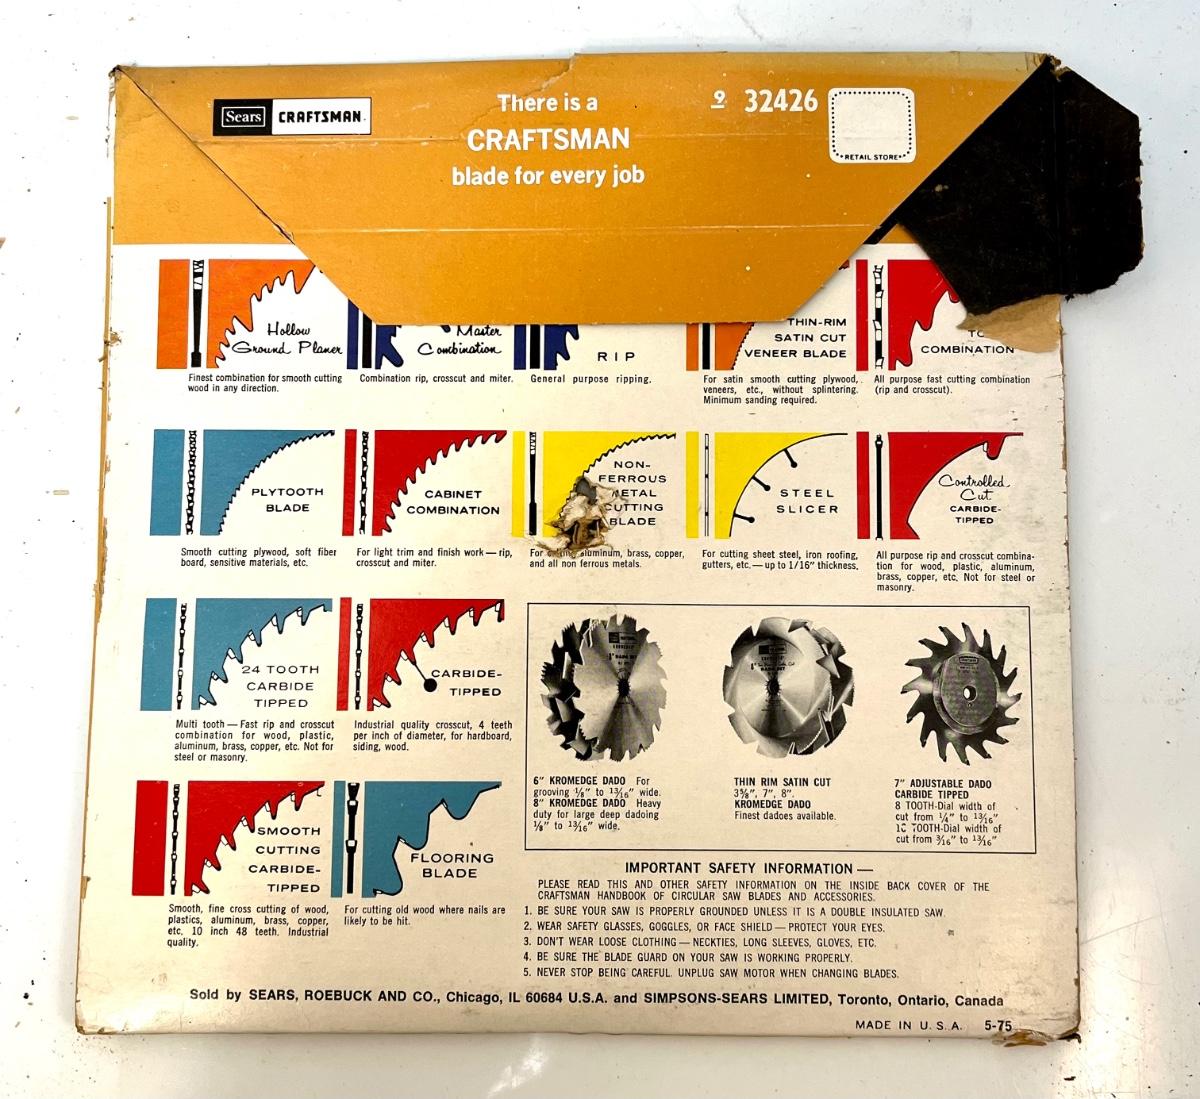 Sears CRAFTSMAN
There is a
CRAFTSMAN
blade for every job
9 32426
RETAIL STORE
Hollow
Ground Planer
Finest combination for smooth cutting
wood in any direction.
Master
Combination
Combination rip, crosscut and miter.
RIP
General purpose ripping.
THIN-RIM
SATIN CUT
VENEER BLADE
For satin smooth cutting plywood,
veneers, etc., without splintering.
Minimum sanding required.
COMBINATION
All purpose fast cutting combination
(rip and crosscut).
PLYTOOTH
BLADE
Smooth cutting plywood, soft fiber
board, sensitive materials, etc.
CABINET
COMBINATION
For light trim and finish work — rip,
crosscut and miter.
NON-
FERROUS
METAL
CUTTING
BLADE
For aluminum, brass, copper,
and all non ferrous metals.
STEEL
SLICER
For cutting sheet steel, iron roofing,
gutters, etc. — up to 1/16" thickness.
Controlled
Cut
CARBIDE-
TIPPED
All purpose rip and crosscut combina-
tion for wood, plastic, aluminum,
brass, copper, etc. Not for steel or
masonry.
24 TOOTH
CARBIDE
TIPPED
Multi tooth — Fast rip and crosscut
combination for wood, plastic,
aluminum, brass, copper, etc. Not for
steel or masonry.
CARBIDE-
TIPPED
Industrial quality crosscut, 4 teeth
per inch of diameter, for hardboard,
siding, wood.
SMOOTH
CUTTING
CARBIDE-
TIPPED
Smooth, fine cross cutting of wood,
plastics, aluminum, brass, copper,
etc. 10 inch 48 teeth. Industrial
quality.
FLOORING
BLADE
For cutting old wood where nails are
likely to be hit.
6" KROMEDGE DADO For
grooving 1/8" to 13/16" wide.
8" KROMEDGE DADO Heavy
duty for large deep dadoing
1/8" to 13/16" wide.
THIN RIM SATIN CUT
3 5/8", 7", 8".
KROMEDGE DADO
Finest dadoes available.
7" ADJUSTABLE DADO
CARBIDE TIPPED
8 TOOTH-Dial width of
cut from 1/4" to 13/16"
TOOTH-Dial width of
cut from 3/16" to 13/16"
IMPORTANT SAFETY INFORMATION —
PLEASE READ THIS AND OTHER SAFETY INFORMATION ON THE INSIDE BACK COVER OF THE
CRAFTSMAN HANDBOOK OF CIRCULAR SAW BLADES AND ACCESSORIES.
1. BE SURE YOUR SAW IS PROPERLY GROUNDED UNLESS IT IS A DOUBLE INSULATED SAW.
2. WEAR SAFETY GLASSES, GOGGLES, OR FACE SHIELD — PROTECT YOUR EYES.
3. DON'T WEAR LOOSE CLOTHING — NECKTIES, LONG SLEEVES, GLOVES, ETC.
4. BE SURE THE BLADE GUARD ON YOUR SAW IS WORKING PROPERLY.
5. NEVER STOP BEING CAREFUL. UNPLUG SAW MOTOR WHEN CHANGING BLADES.
Sold by SEARS, ROEBUCK AND CO., Chicago, IL 60684 U.S.A. and SIMPSONS-SEARS LIMITED, Toronto, Ontario, Canada
MADE IN U.S.A. 5-75